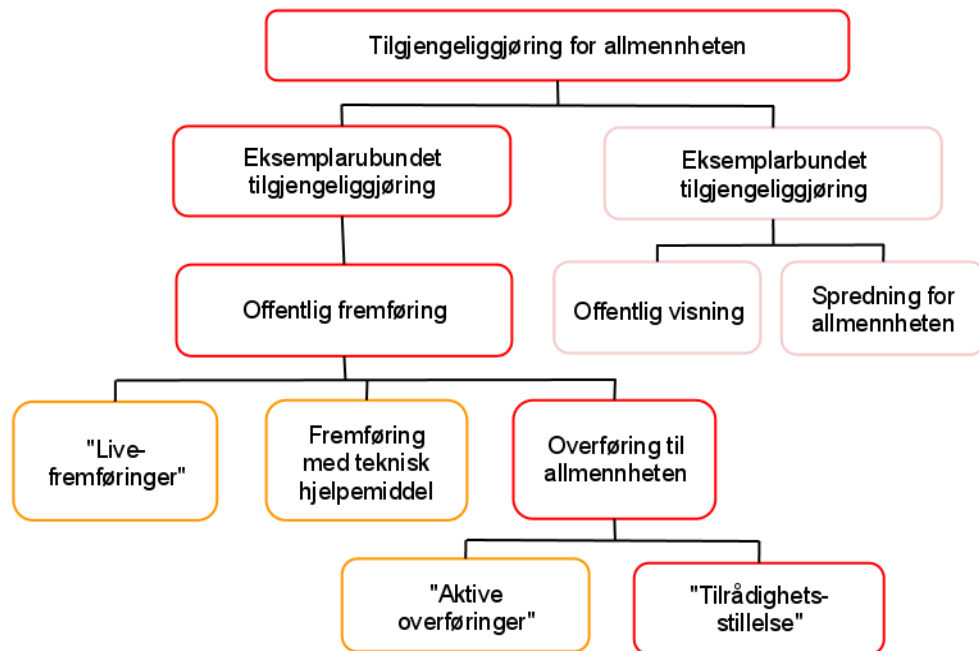 Tilgjengeliggjøring for allmennheten
Eksemplarubundet
tilgjengeliggjøring
Eksemplarbundet
tilgjengeliggjøring
Offentlig fremføring
Offentlig visning
Spredning for
allmennheten
"Live-
fremføringer"
Fremføring
med teknisk
hjelpemiddel
Overføring til
allmennheten
"Aktive
overføringer"
"Tilrådighets-
stillelse"